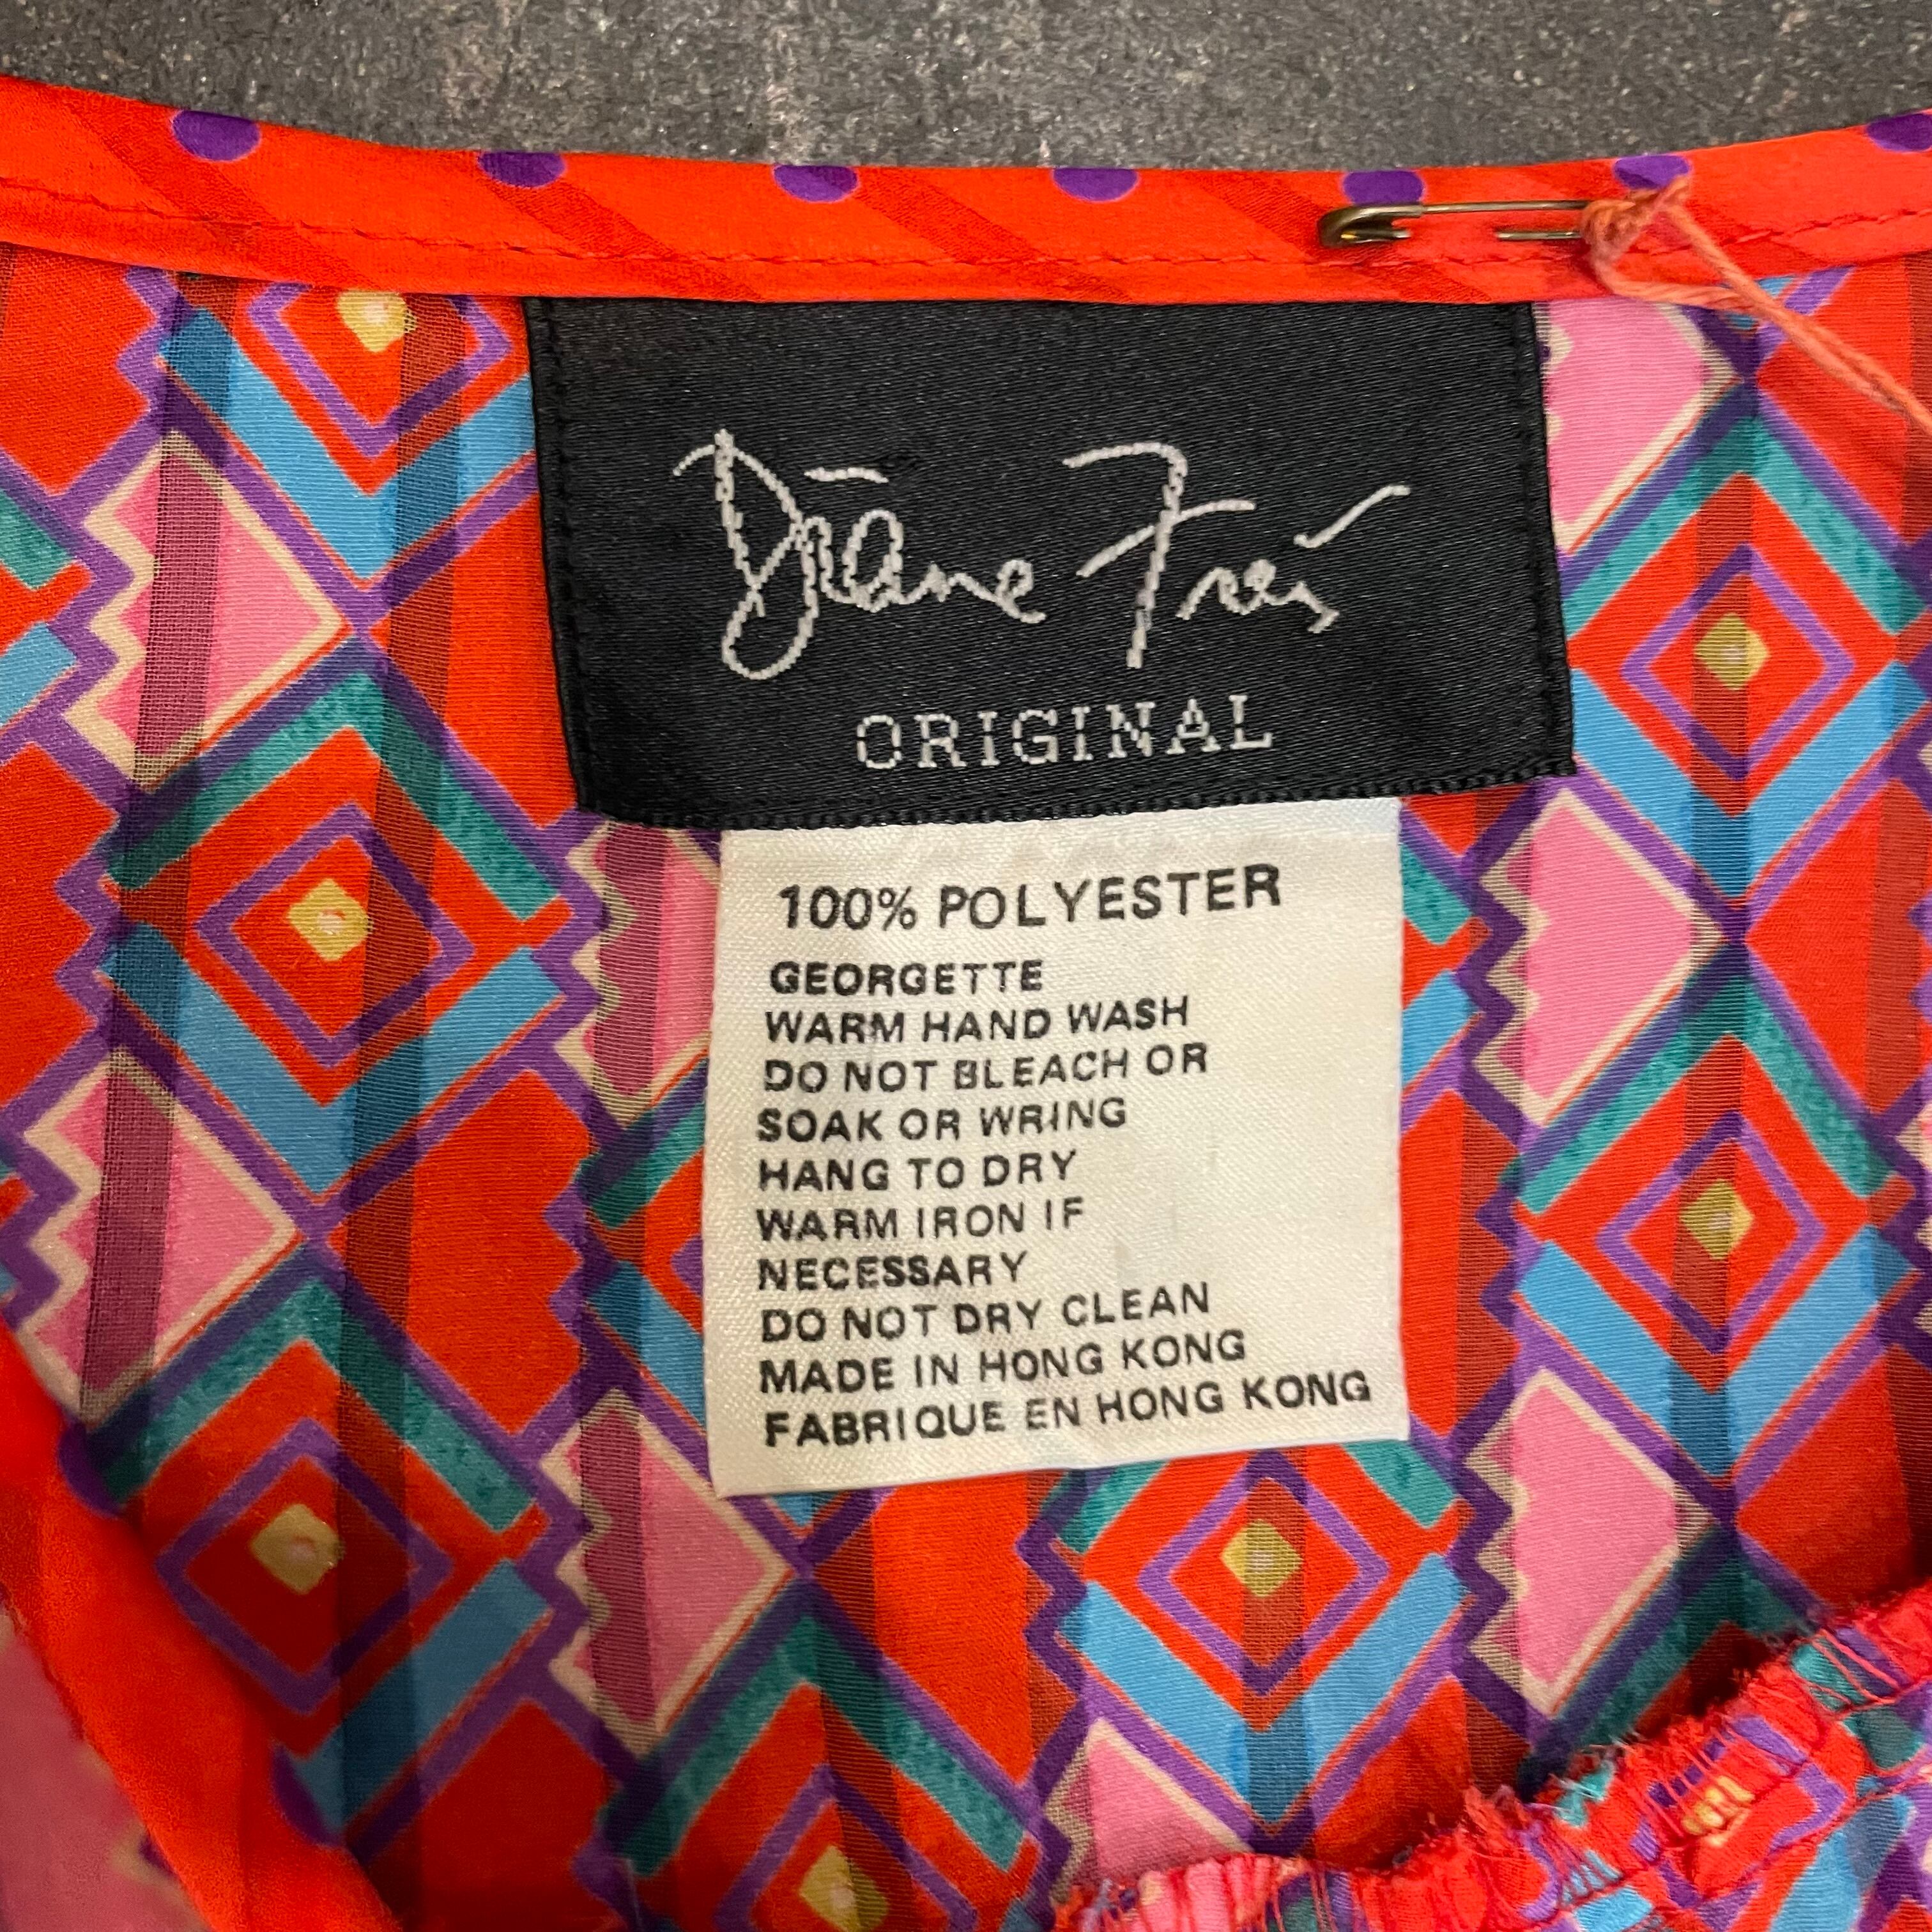 Diane Freis
ORIGINAL
100% POLYESTER
GEORGETTE
WARM HAND WASH
DO NOT BLEACH OR
SOAK OR WRING
HANG TO DRY
WARM IRON IF
NECESSARY
DO NOT DRY CLEAN
MADE IN HONG KONG
FABRIQUE EN HONG KONG